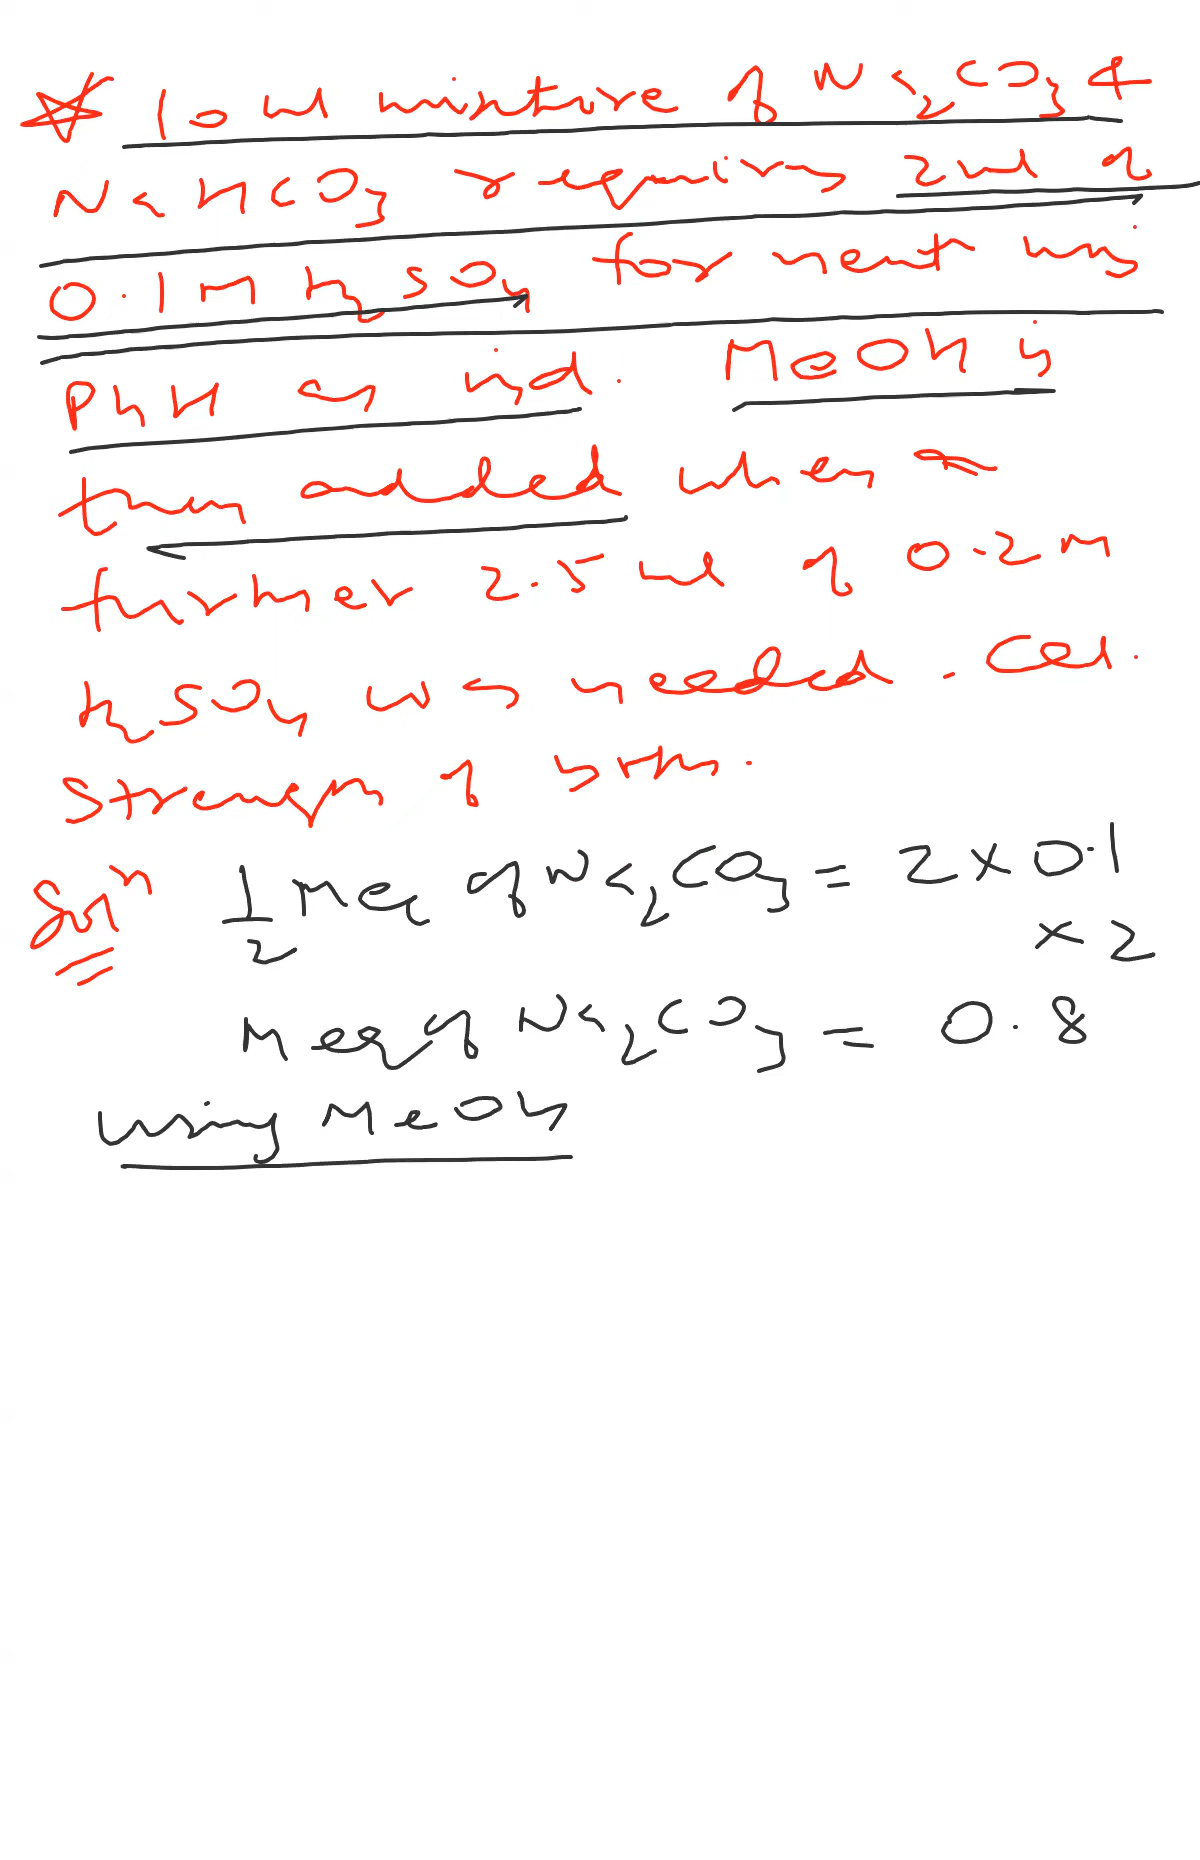 10 ml mixture of Na2CO3 &
NaHCO3 requires 2 ml of
0.1 M H2SO4 for neut using
PhH as ind. MeOH is
then added when
further 2.5 ml of 0.2 M
H2SO4 was needed. Cal.
Strength of both.
Soln 1/2 Meq of Na2CO3 = 2 × 0.1
× 2
Meq of Na2CO3 = 0.8
using MeOH